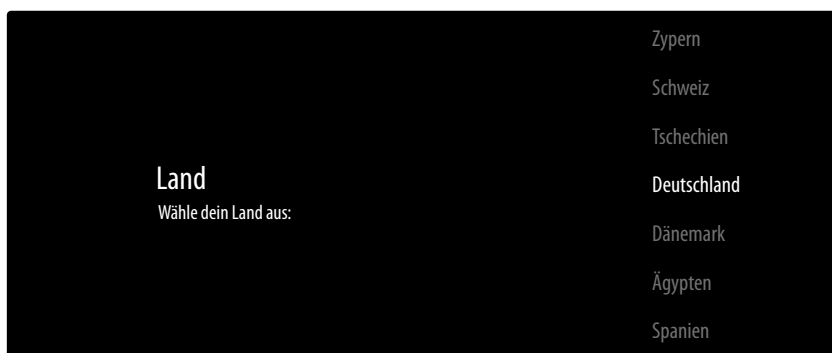 Land
Wähle dein Land aus:
Zypern
Schweiz
Tschechien
Deutschland
Dänemark
Ägypten
Spanien